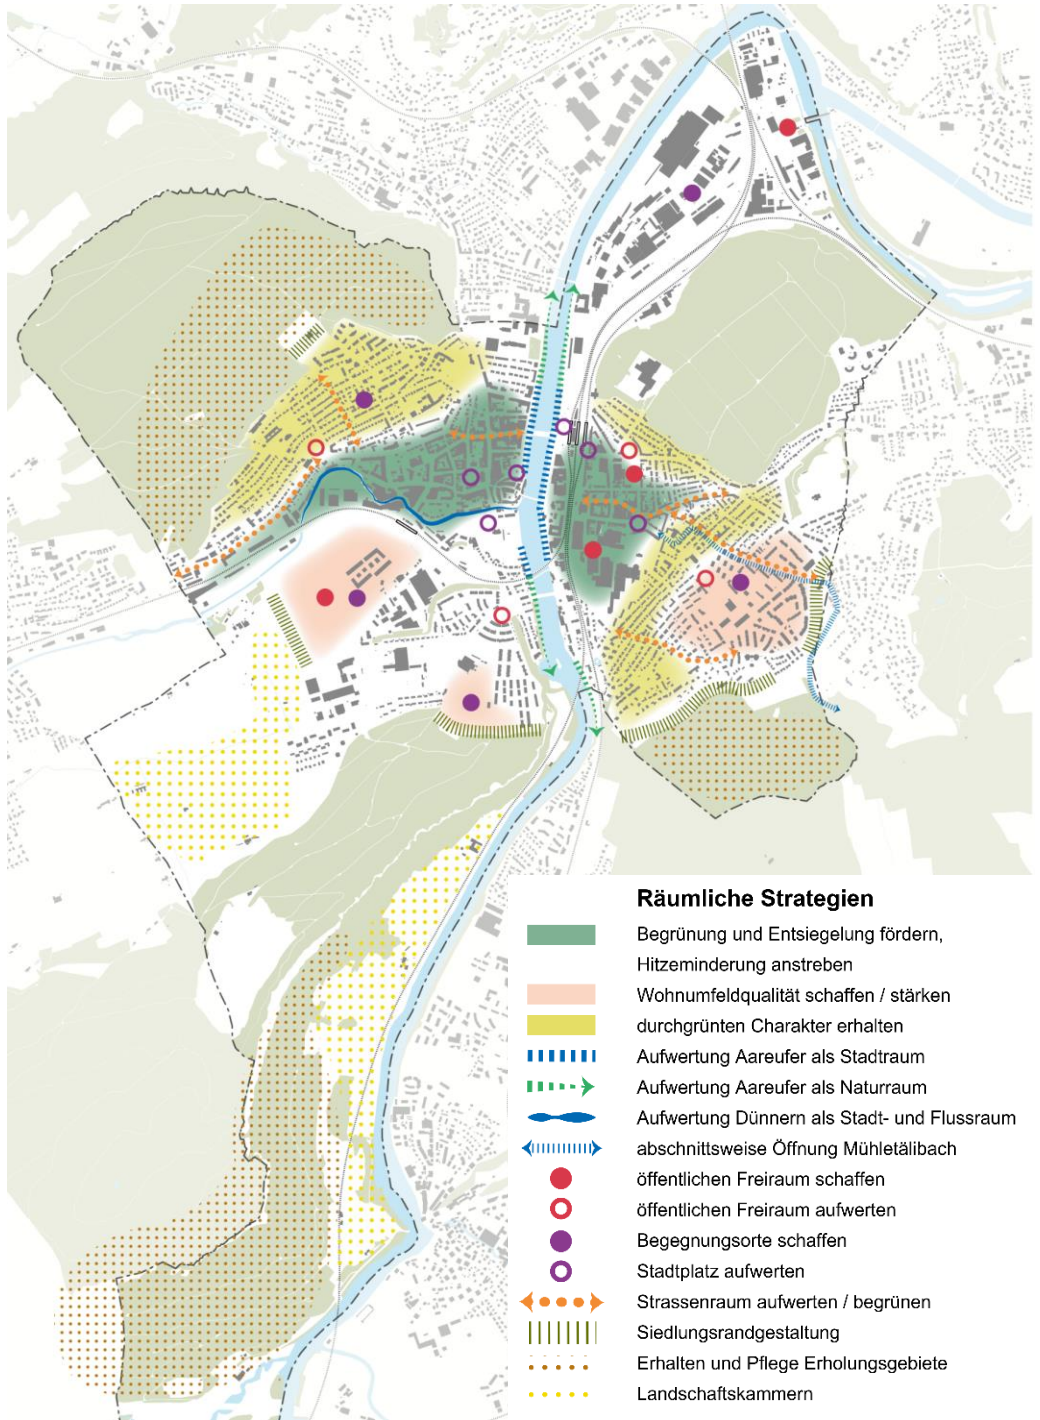 Räumliche Strategien
Begrünung und Entsiegelung fördern,
Hitzeminderung anstreben
Wohnumfeldqualität schaffen / stärken
durchgrünten Charakter erhalten
Aufwertung Aareufer als Stadtraum
Aufwertung Aareufer als Naturraum
Aufwertung Dünnern als Stadt- und Flussraum
abschnittsweise Öffnung Mühletälibach
öffentlichen Freiraum schaffen
öffentlichen Freiraum aufwerten
Begegnungsorte schaffen
Stadtplatz aufwerten
Strassenraum aufwerten / begrünen
Siedlungsrandgestaltung
Erhalten und Pflege Erholungsgebiete
Landschaftskammern